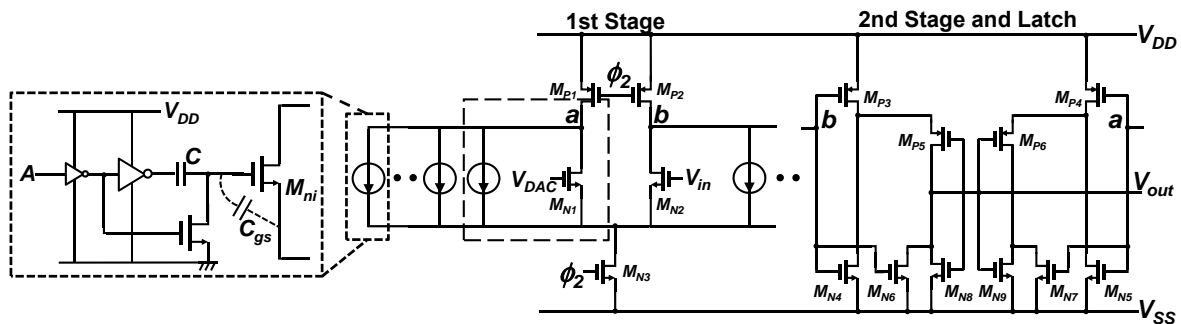 1st Stage
2nd Stage and Latch
V_DD
ϕ_2
M_P1
M_P2
a
b
M_P3
M_P4
b
a
V_DD
A
C
M_ni
C_gs
M_P5
M_P6
V_DAC
V_in
M_N1
M_N2
V_out
ϕ_2
M_N3
M_N4
M_N6
M_N8
M_N9
M_N7
M_N5
V_SS